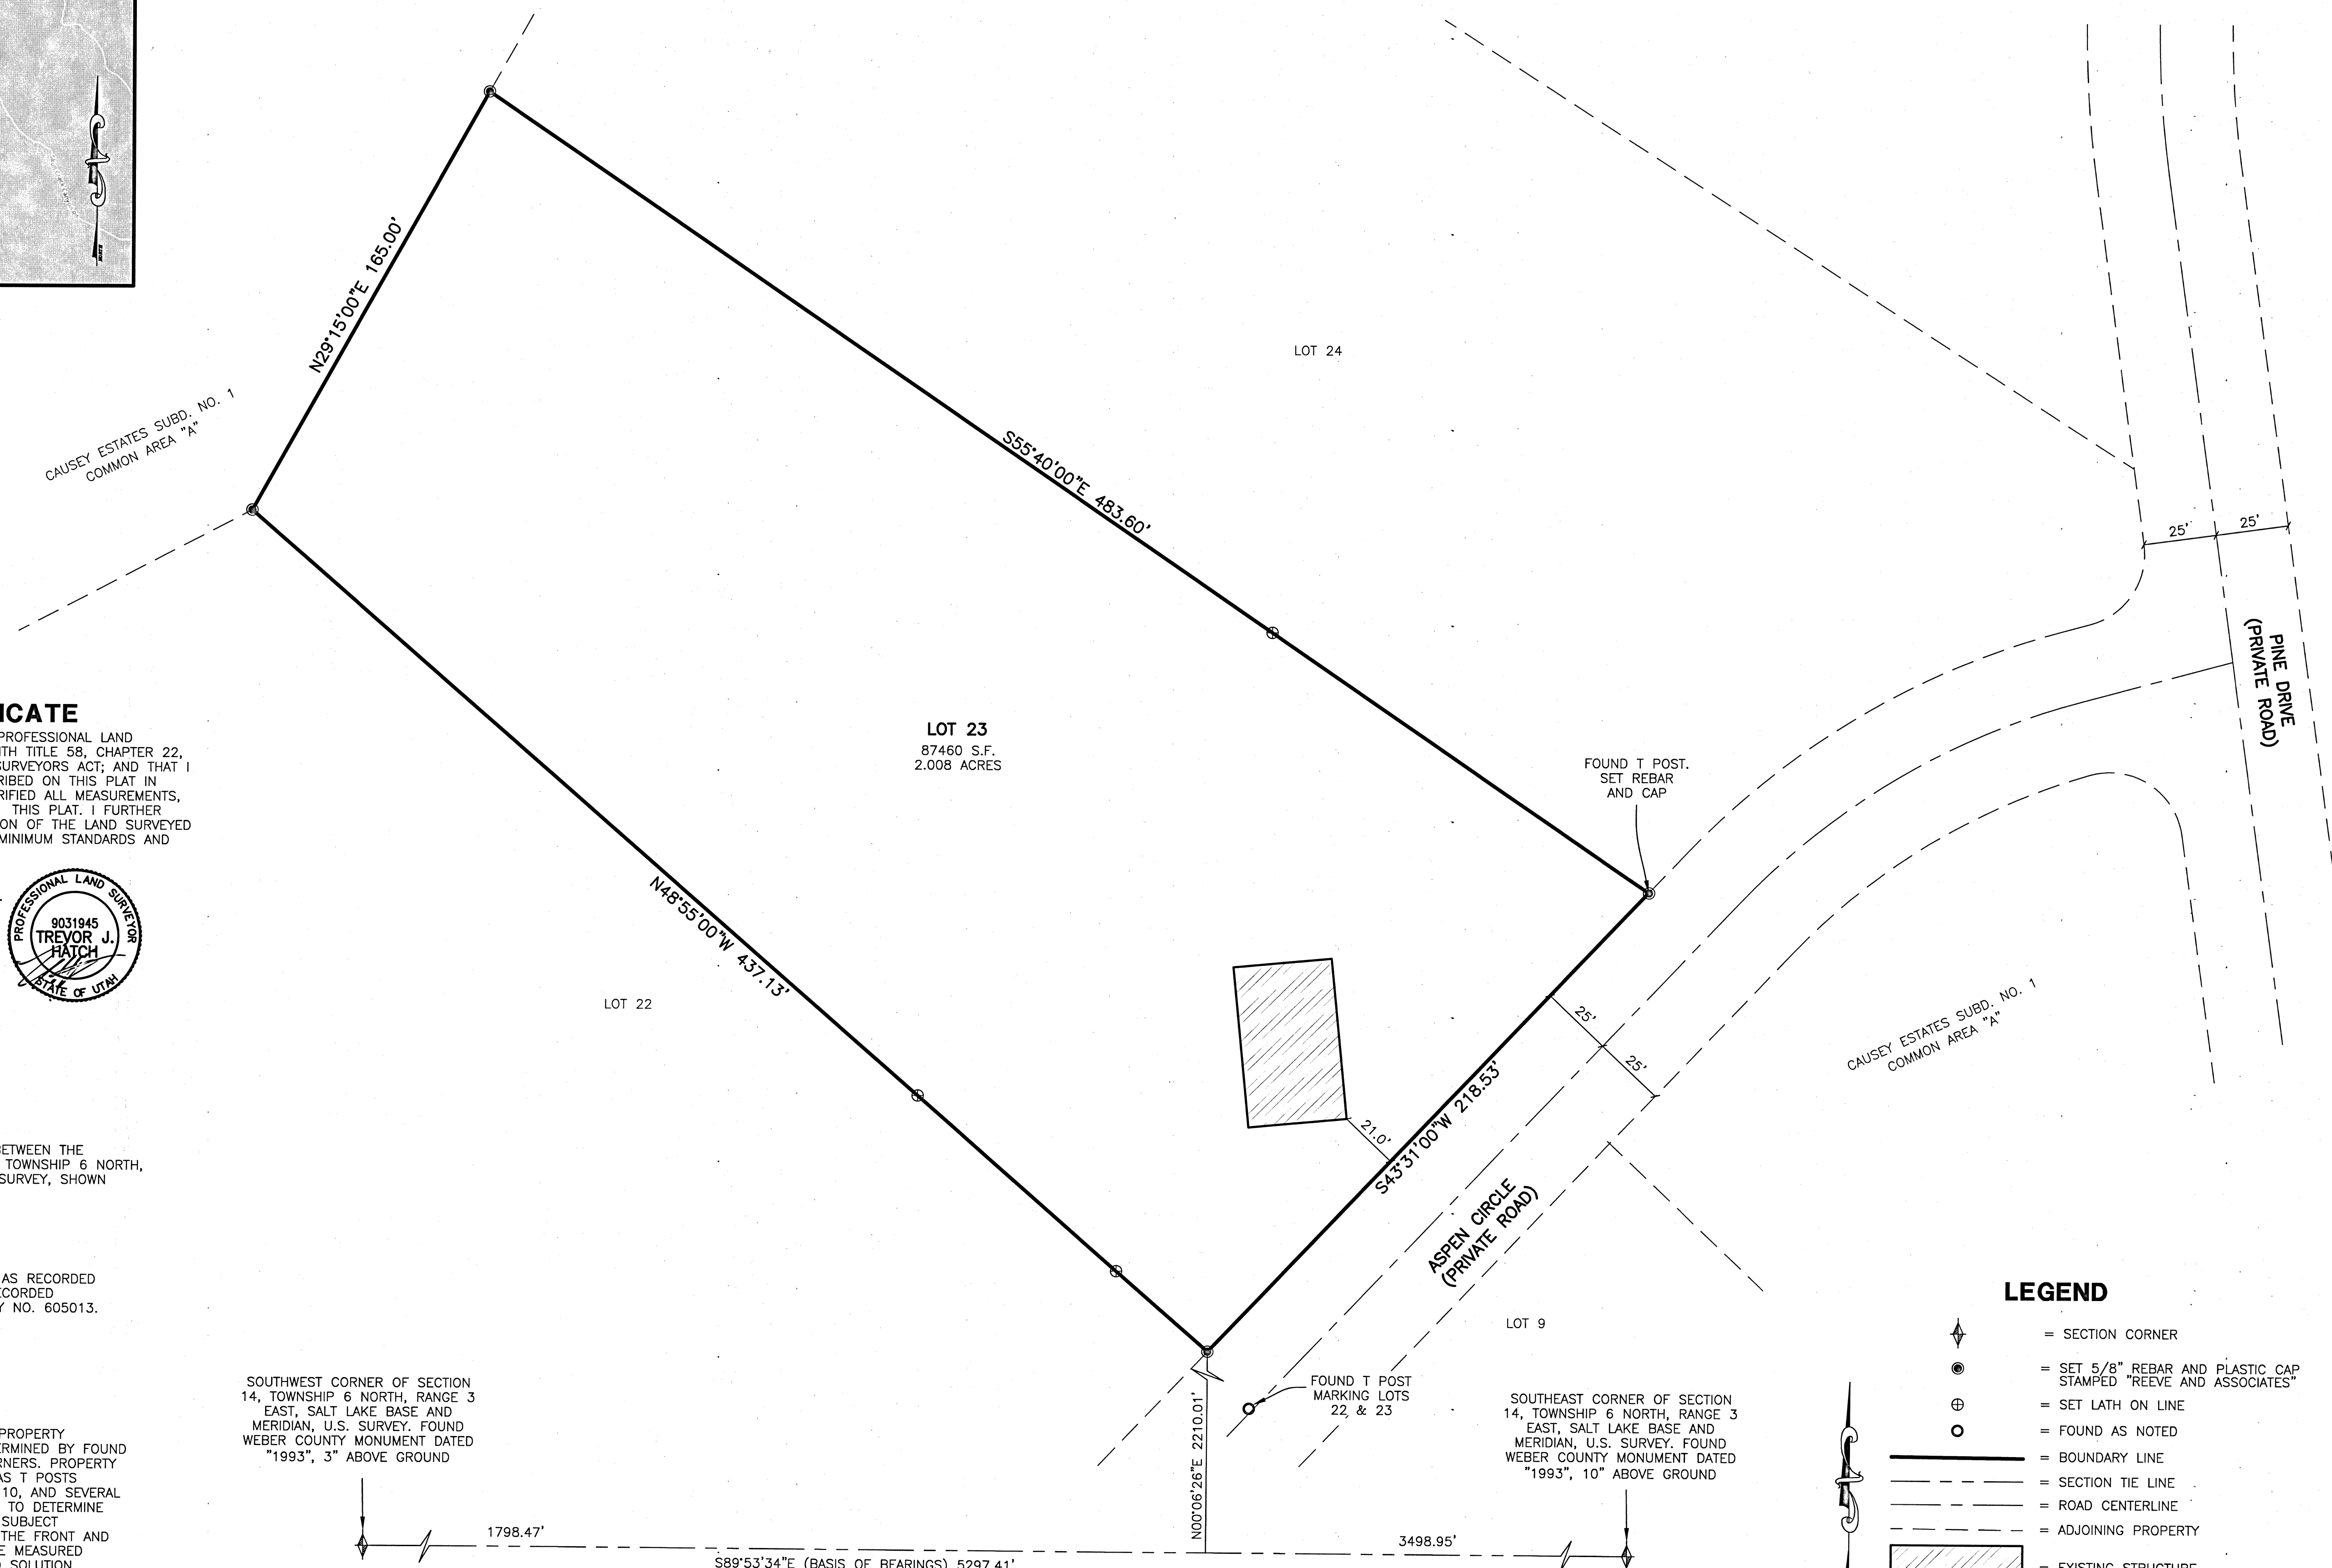 N29°15'00"E 165.00'
CAUSEY ESTATES SUBD. NO. 1
COMMON AREA "A"
S55°40'00"E 483.60'
LOT 24
25'
25'
PINE DRIVE
(PRIVATE ROAD)
LOT 23
87460 S.F.
2.008 ACRES
FOUND T POST.
SET REBAR
AND CAP
ICATE
PROFESSIONAL LAND
TH TITLE 58, CHAPTER 22,
SURVEYORS ACT; AND THAT I
RIBED ON THIS PLAT IN
RIFIED ALL MEASUREMENTS,
THIS PLAT. I FURTHER
ON OF THE LAND SURVEYED
MINIMUM STANDARDS AND
PROFESSIONAL LAND SURVEYOR
9031945
TREVOR J.
HATCH
STATE OF UTAH
N48°55'00"W 437.13'
LOT 22
25'
25'
21.0'
S43°31'00"W 218.53'
CAUSEY ESTATES SUBD. NO. 1
COMMON AREA "A"
ASPEN CIRCLE
(PRIVATE ROAD)
BETWEEN THE
TOWNSHIP 6 NORTH,
SURVEY, SHOWN
AS RECORDED
ECORDED
Y NO. 605013.
LOT 9
FOUND T POST
MARKING LOTS
22 & 23
N00°06'26"E 2210.01'
SOUTHWEST CORNER OF SECTION
14, TOWNSHIP 6 NORTH, RANGE 3
EAST, SALT LAKE BASE AND
MERIDIAN, U.S. SURVEY. FOUND
WEBER COUNTY MONUMENT DATED
"1993", 3" ABOVE GROUND
SOUTHEAST CORNER OF SECTION
14, TOWNSHIP 6 NORTH, RANGE 3
EAST, SALT LAKE BASE AND
MERIDIAN, U.S. SURVEY. FOUND
WEBER COUNTY MONUMENT DATED
"1993", 10" ABOVE GROUND
PROPERTY
ERMINED BY FOUND
RNERS. PROPERTY
AS T POSTS
10, AND SEVERAL
TO DETERMINE
SUBJECT
THE FRONT AND
E MEASURED
D SOLUTION
1798.47'
3498.95'
S89°53'34"E (BASIS OF BEARINGS) 5297.41'
LEGEND
= SECTION CORNER
= SET 5/8" REBAR AND PLASTIC CAP
STAMPED "REEVE AND ASSOCIATES"
= SET LATH ON LINE
= FOUND AS NOTED
= BOUNDARY LINE
= SECTION TIE LINE
= ROAD CENTERLINE
= ADJOINING PROPERTY
= EXISTING STRUCTURE